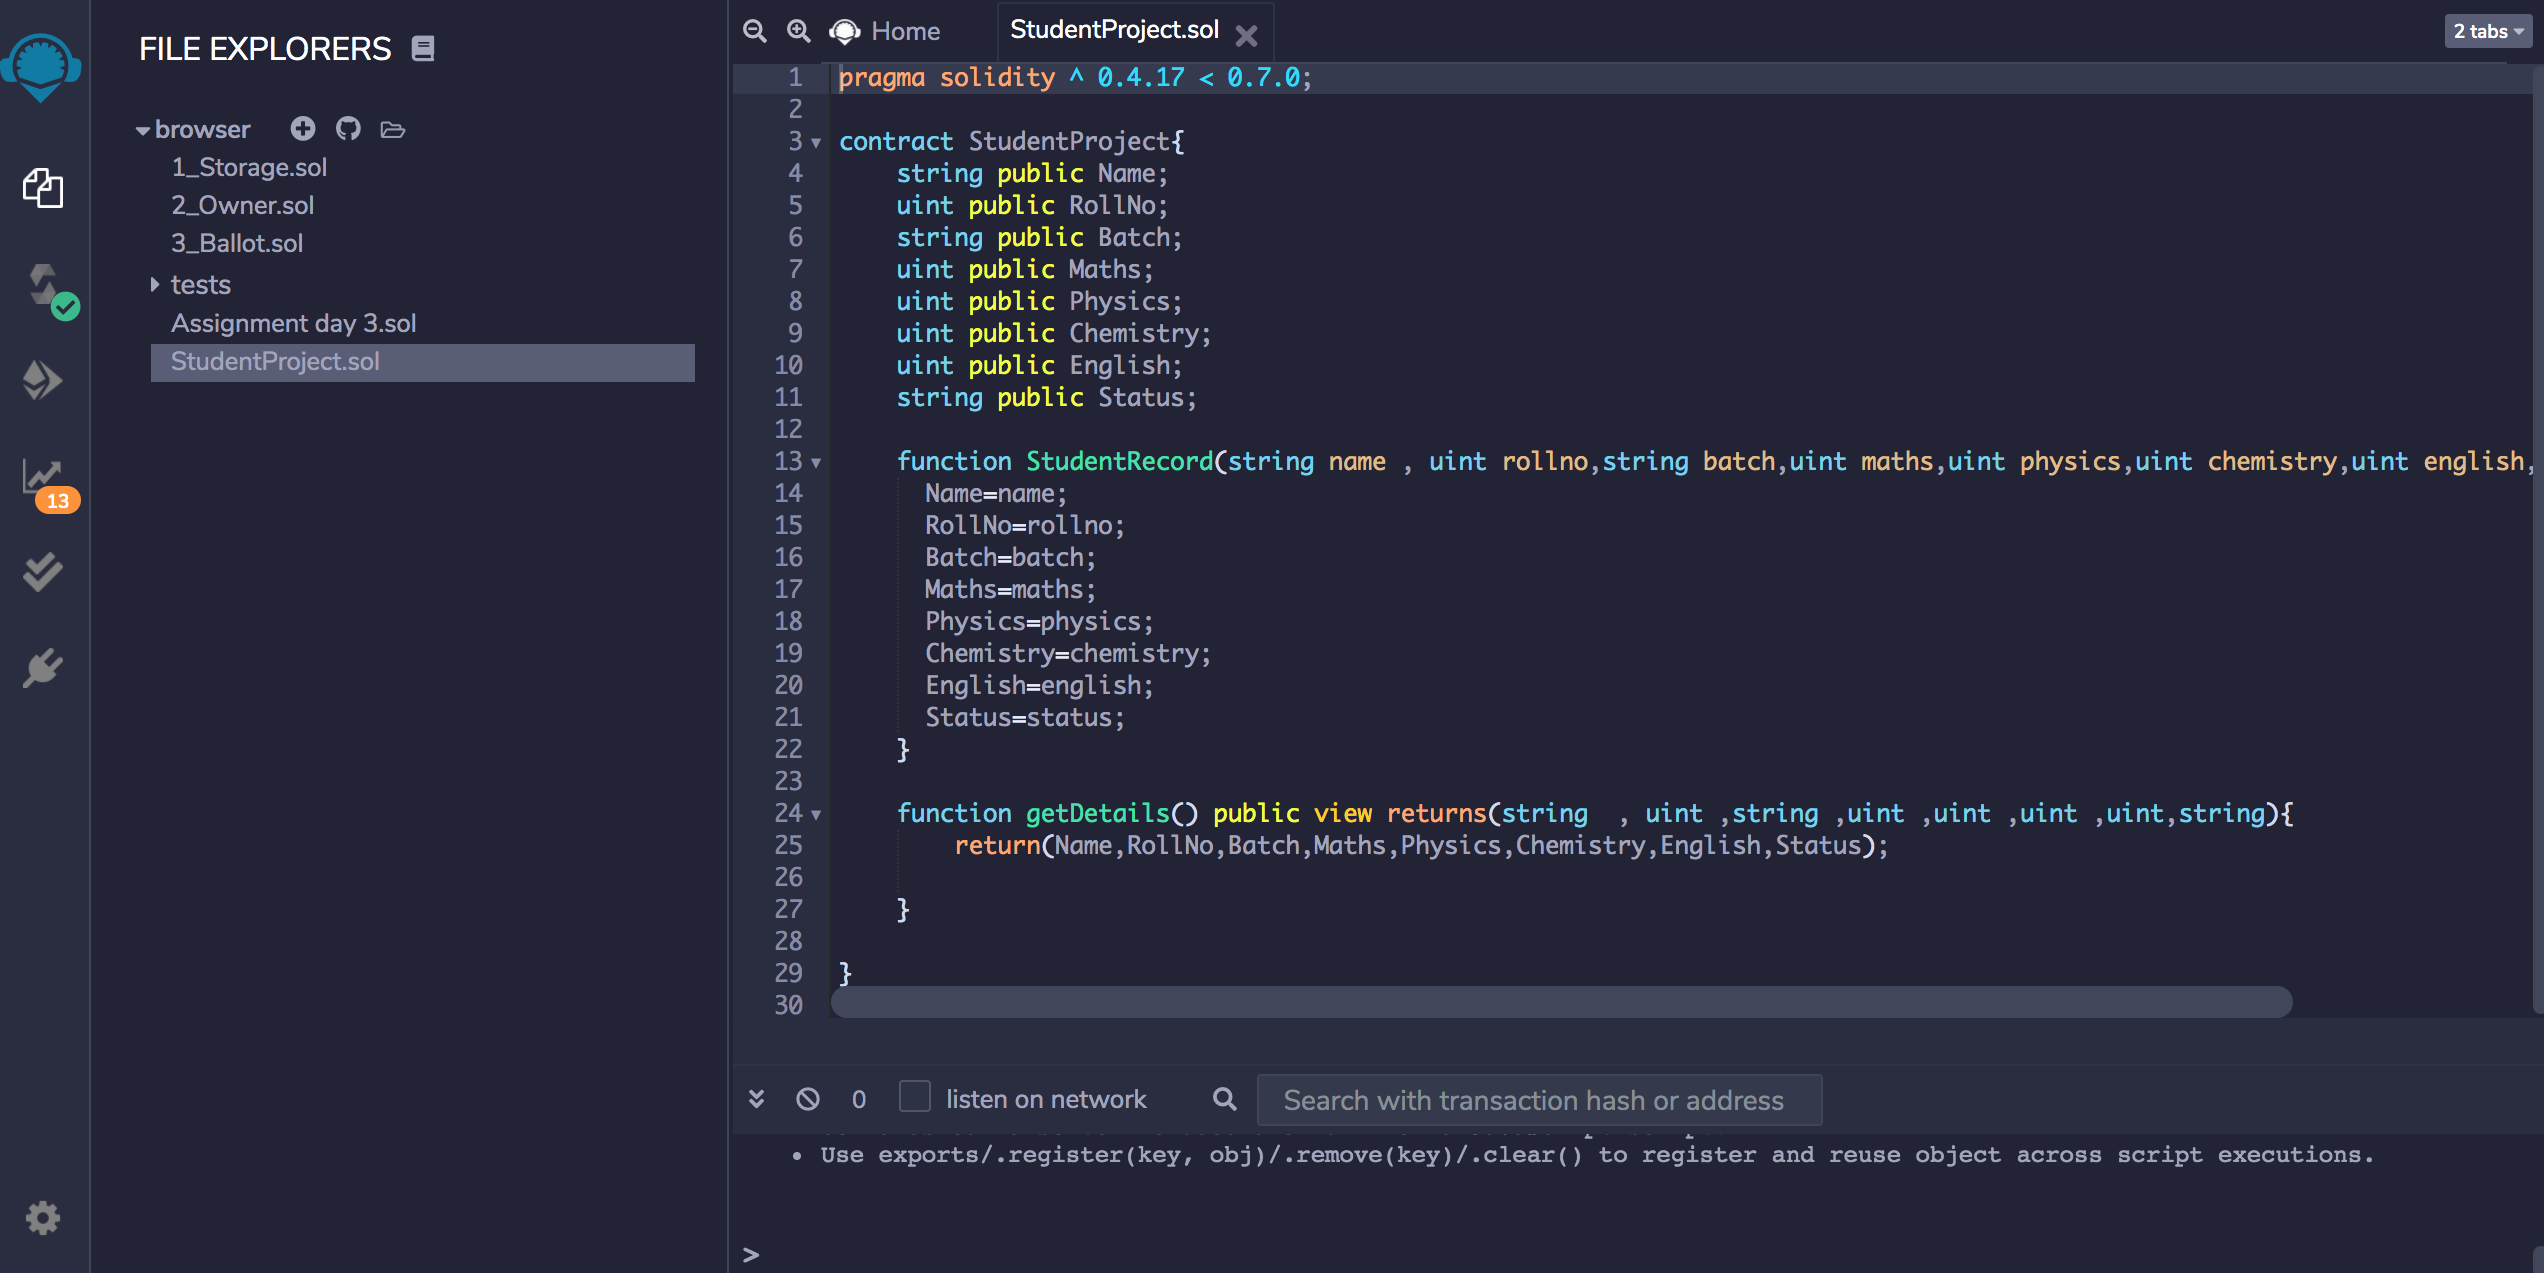 FILE EXPLORERS
browser
1_Storage.sol
2_Owner.sol
3_Ballot.sol
tests
Assignment day 3.sol
StudentProject.sol
13
Home
StudentProject.sol
2 tabs
1 pragma solidity ^ 0.4.17 < 0.7.0;
2
3 contract StudentProject{
4 string public Name;
5 uint public RollNo;
6 string public Batch;
7 uint public Maths;
8 uint public Physics;
9 uint public Chemistry;
10 uint public English;
11 string public Status;
12
13 function StudentRecord(string name , uint rollno,string batch,uint maths,uint physics,uint chemistry,uint english,
14 Name=name;
15 RollNo=rollno;
16 Batch=batch;
17 Maths=maths;
18 Physics=physics;
19 Chemistry=chemistry;
20 English=english;
21 Status=status;
22 }
23
24 function getDetails() public view returns(string  , uint ,string ,uint ,uint ,uint ,uint,string){
25 return(Name,RollNo,Batch,Maths,Physics,Chemistry,English,Status);
26
27 }
28
29 }
30
0 listen on network Search with transaction hash or address
• Use exports/.register(key, obj)/.remove(key)/.clear() to register and reuse object across script executions.
>